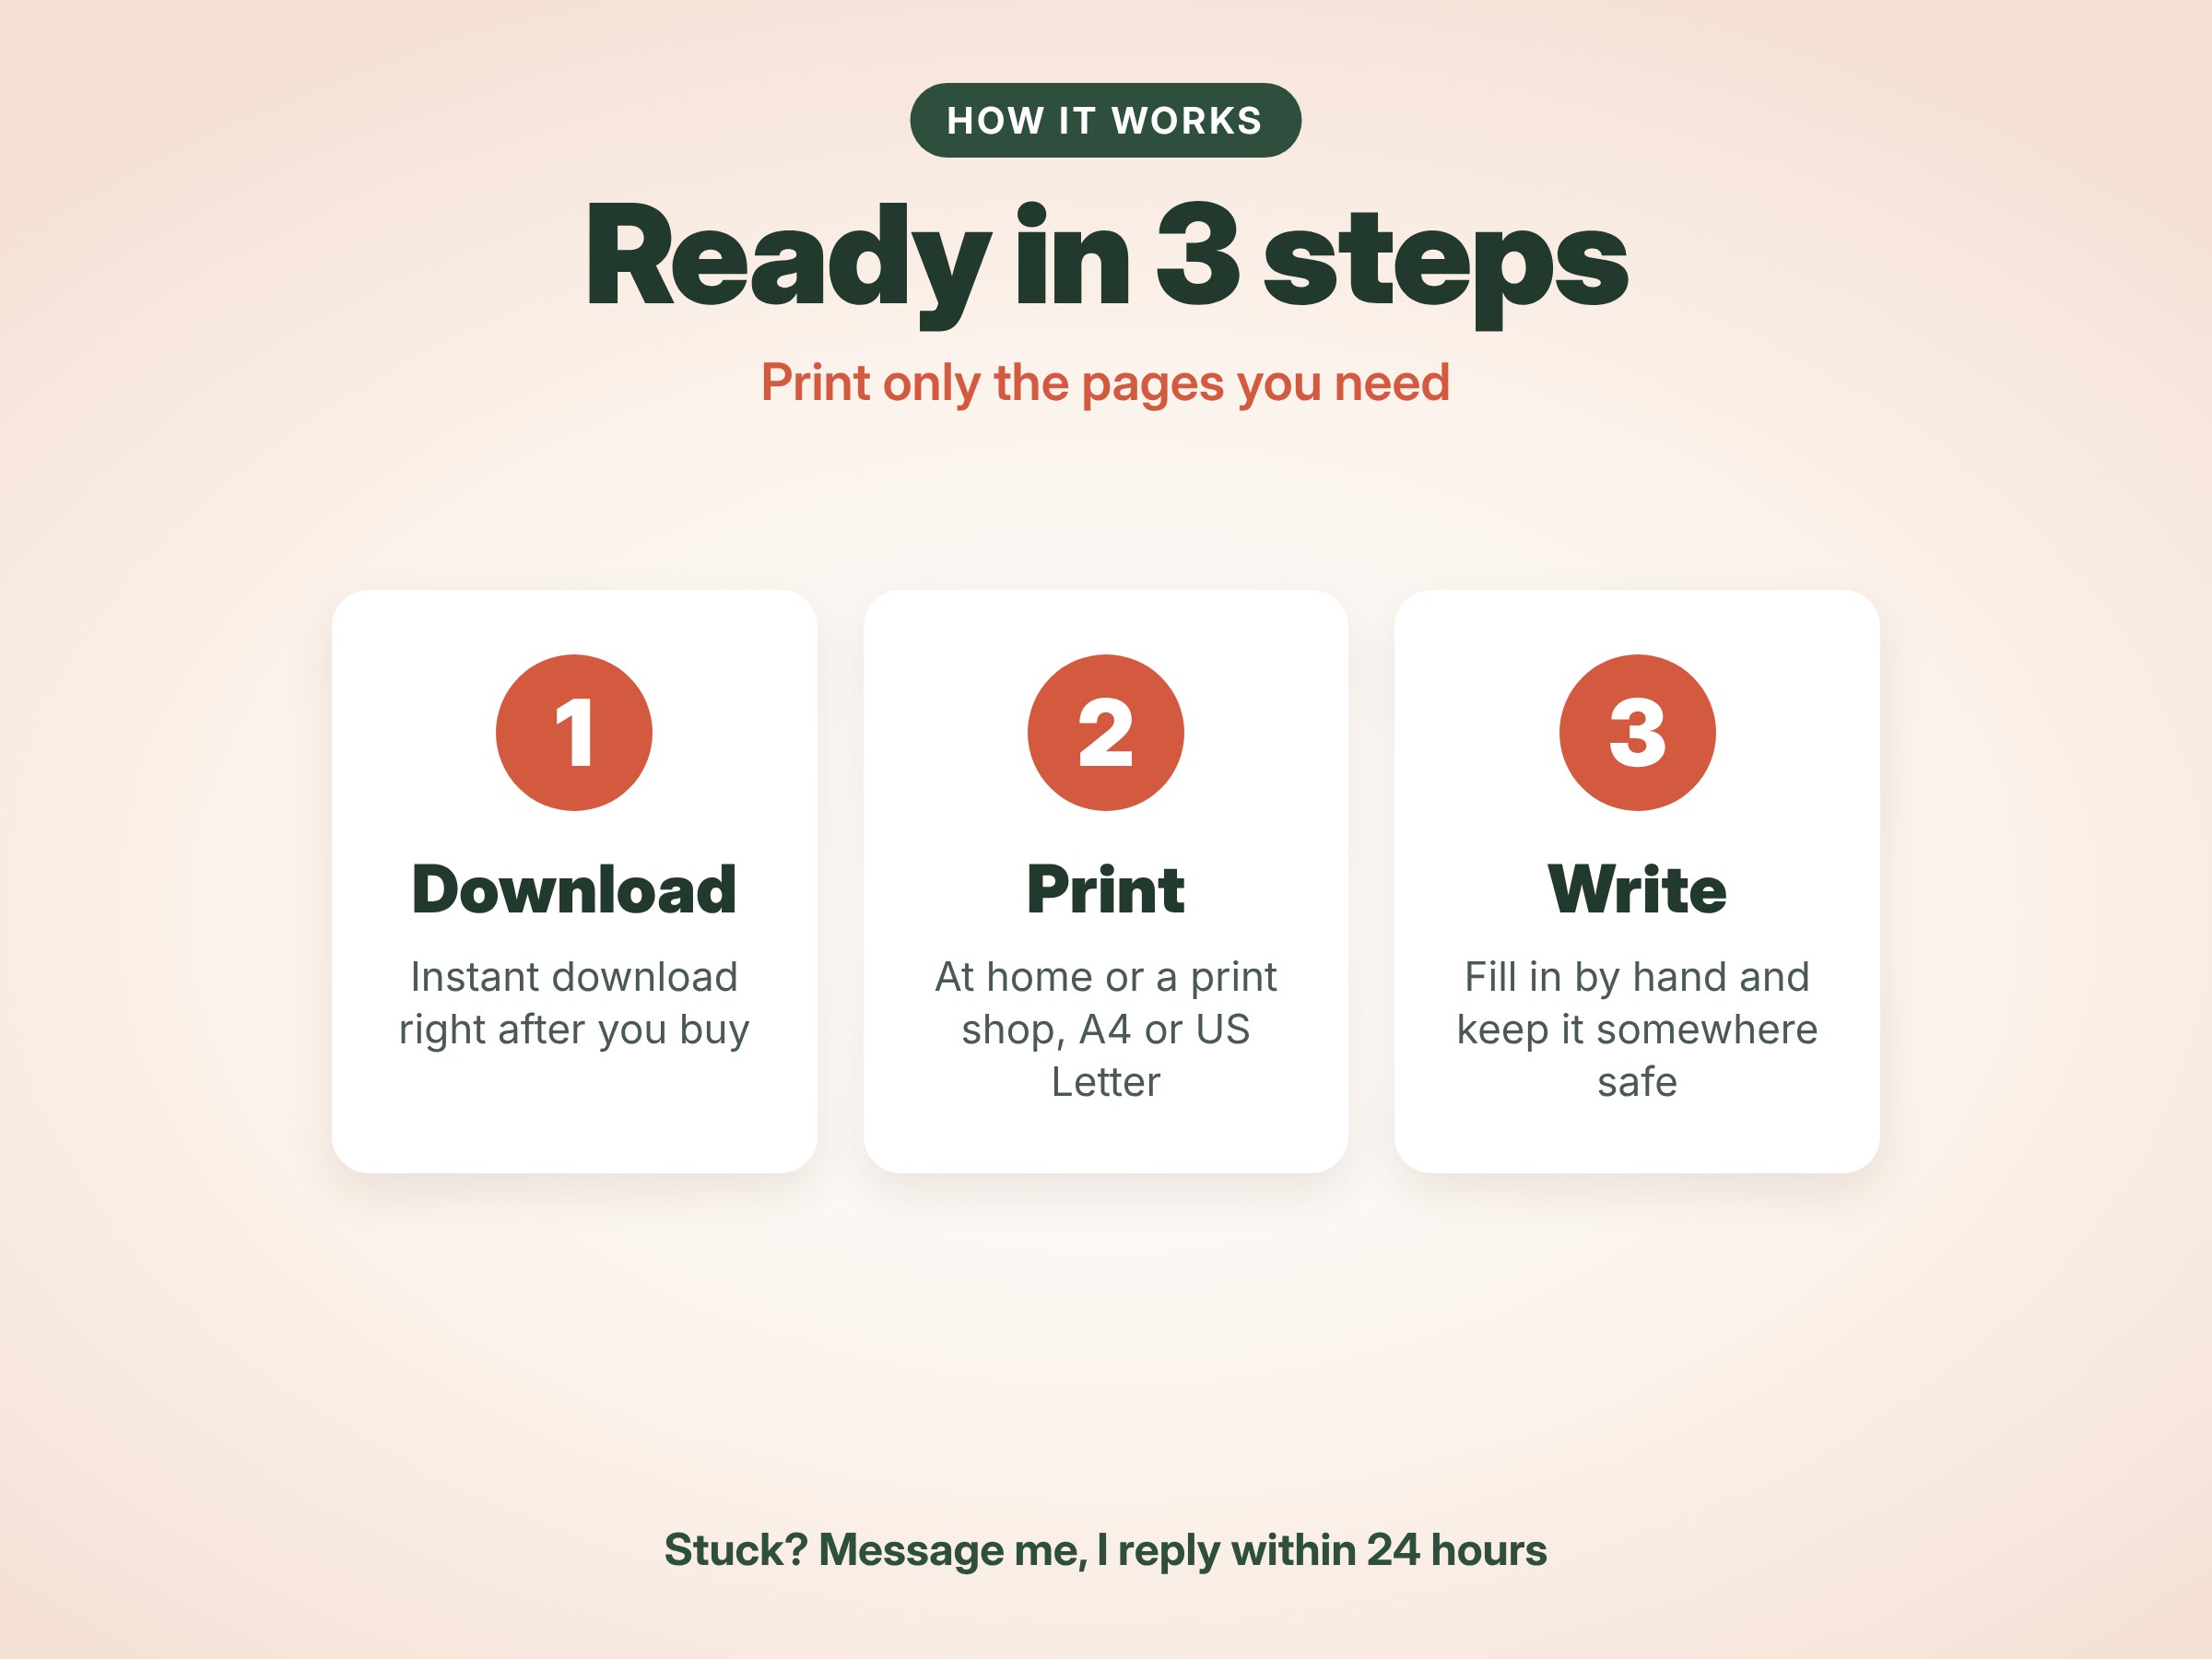 HOW IT WORKS
Ready in 3 steps
Print only the pages you need
1
Download
Instant download
right after you buy
2
Print
At home or a print
shop, A4 or US
Letter
3
Write
Fill in by hand and
keep it somewhere
safe
Stuck? Message me, I reply within 24 hours